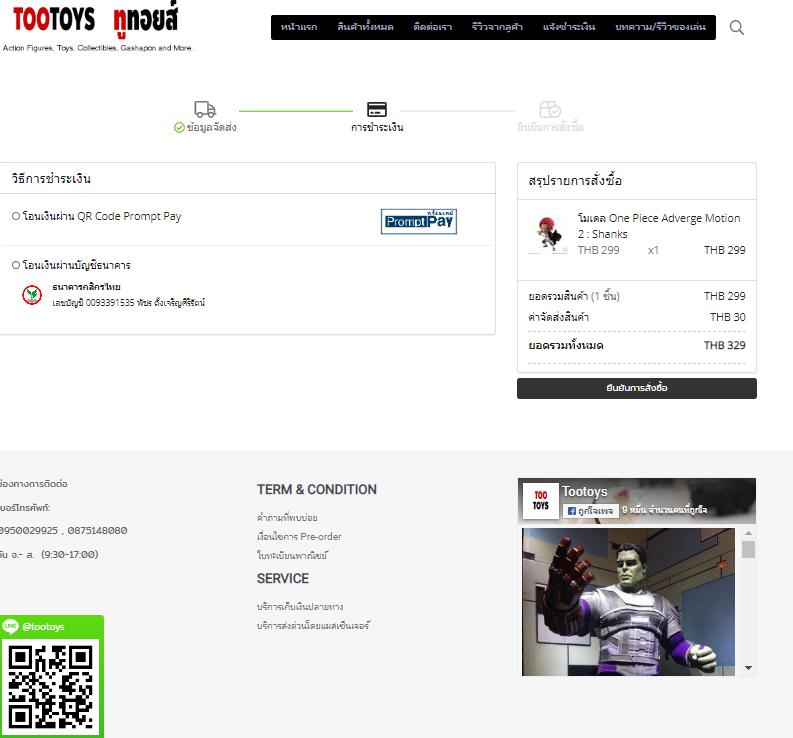 TOOTOYS ทูทอยส์
Action Figures, Toys, Collectibles, Gashapon and More..
หน้าแรก สินค้าทั้งหมด ติดต่อเรา รีวิวจากลูกค้า แจ้งชำระเงิน บทความ/รีวิวของเล่น
ข้อมูลจัดส่ง การชำระเงิน ยืนยันการสั่งซื้อ
วิธีการชำระเงิน
โอนเงินผ่าน QR Code Prompt Pay
พร้อมเพย์
PromptPay
โอนเงินผ่านบัญชีธนาคาร
ธนาคารกสิกรไทย
เลขบัญชี 0093391535 พัชร ตั้งเจริญศิริรัตน์
สรุปรายการสั่งซื้อ
โมเดล One Piece Adverge Motion
2 : Shanks
THB 299 x1 THB 299
ยอดรวมสินค้า (1 ชิ้น) THB 299
ค่าจัดส่งสินค้า THB 30
ยอดรวมทั้งหมด THB 329
ยืนยันการสั่งซื้อ
ช่องทางการติดต่อ
เบอร์โทรศัพท์:
0950029925 , 0875148080
วัน จ.- ส. (9:30-17:00)
LINE @tootoys
TERM & CONDITION
คำถามที่พบบ่อย
เงื่อนไขการ Pre-order
ใบทะเบียนพาณิชย์
SERVICE
บริการเก็บเงินปลายทาง
บริการส่งด่วนโดยแมสเซ็นเจอร์
TOO
TOYS
Tootoys
ถูกใจเพจ 9 หมื่น จำนวนคนที่ถูกใจ